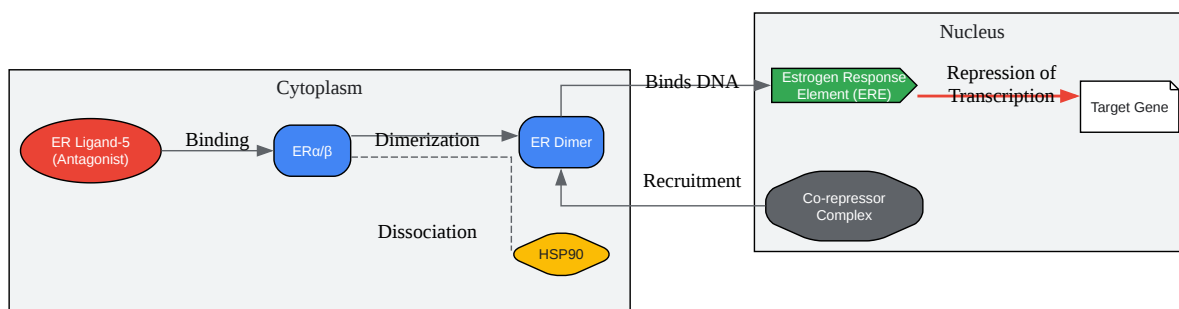 Nucleus
Cytoplasm
ER Ligand-5
(Antagonist)
Binding
ERα/β
Dimerization
ER Dimer
Binds DNA
Estrogen Response
Element (ERE)
Repression of
Transcription
Target Gene
Recruitment
Co-repressor
Complex
Dissociation
HSP90